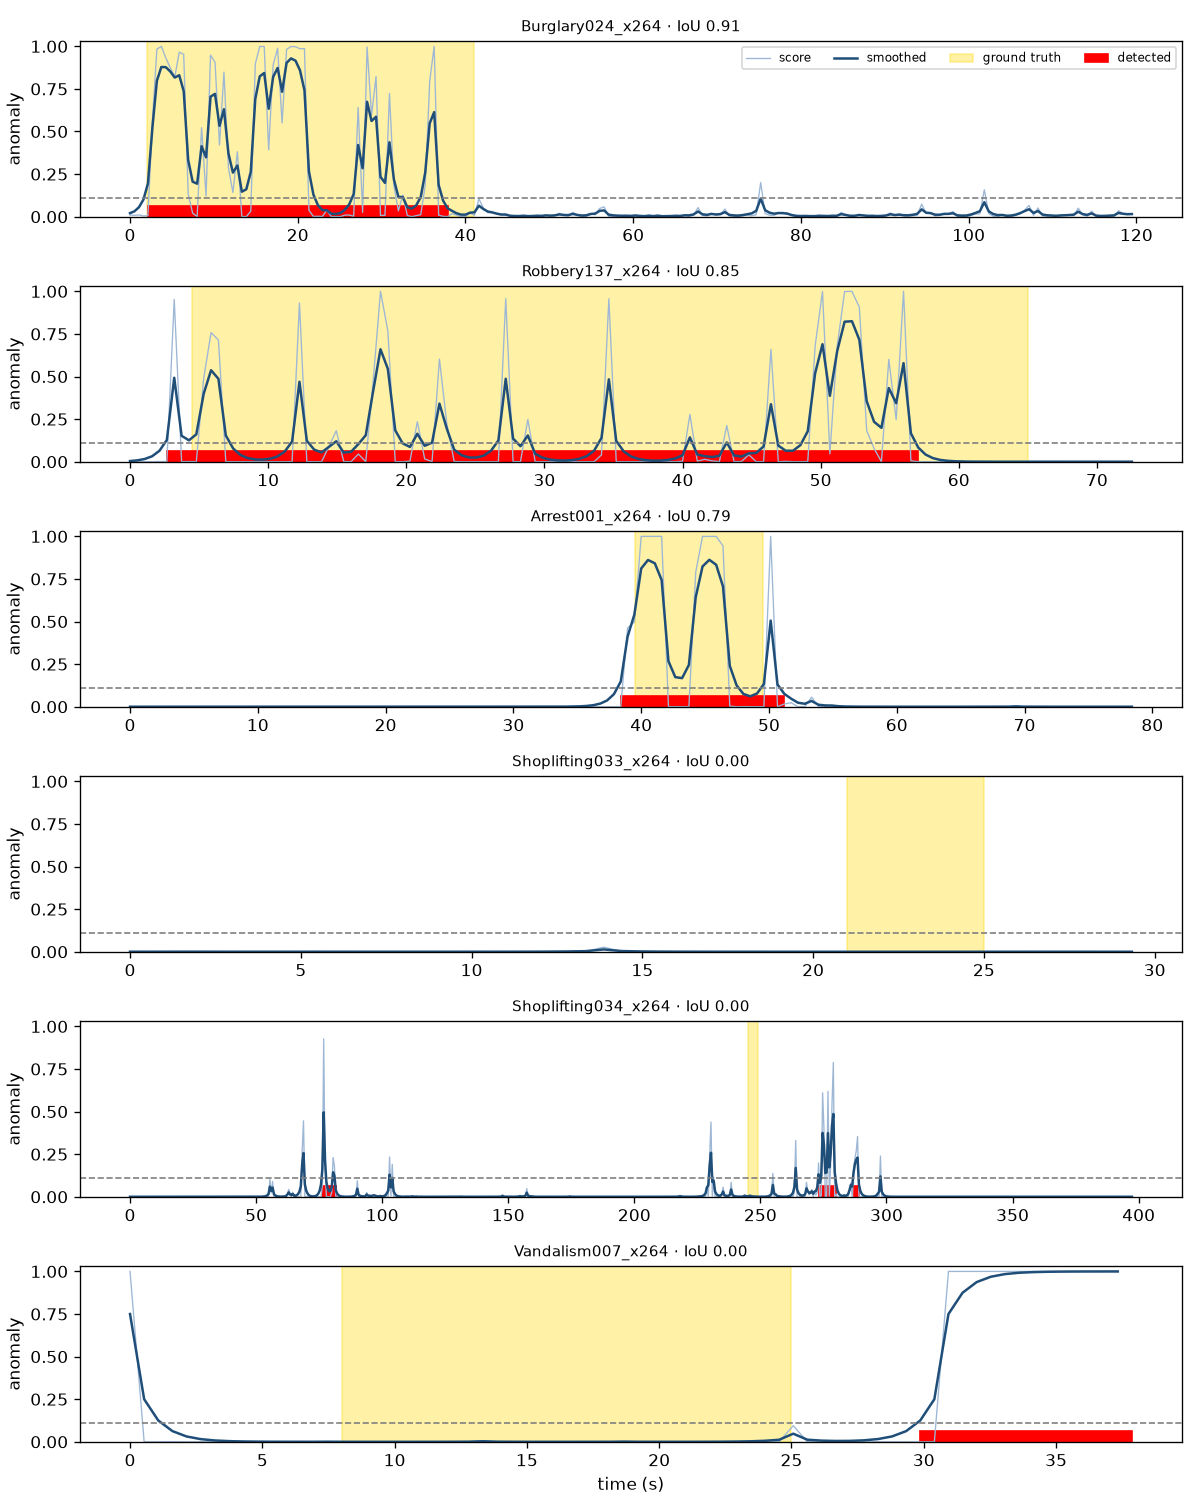 Burglary024_x264 · IoU 0.91
score smoothed ground truth detected
1.00
0.75
0.50
0.25
0.00
anomaly
0 20 40 60 80 100 120
Robbery137_x264 · IoU 0.85
1.00
0.75
0.50
0.25
0.00
anomaly
0 10 20 30 40 50 60 70
Arrest001_x264 · IoU 0.79
1.00
0.75
0.50
0.25
0.00
anomaly
0 10 20 30 40 50 60 70 80
Shoplifting033_x264 · IoU 0.00
1.00
0.75
0.50
0.25
0.00
anomaly
0 5 10 15 20 25 30
Shoplifting034_x264 · IoU 0.00
1.00
0.75
0.50
0.25
0.00
anomaly
0 50 100 150 200 250 300 350 400
Vandalism007_x264 · IoU 0.00
1.00
0.75
0.50
0.25
0.00
anomaly
0 5 10 15 20 25 30 35
time (s)